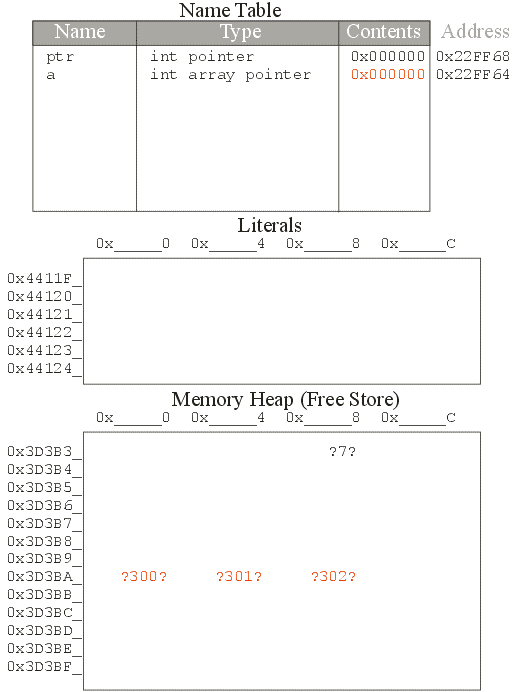 Name Table
Name Type Contents Address
ptr int pointer 0x000000 0x22FF68
a int array pointer 0x000000 0x22FF64
Literals
0x_____0 0x_____4 0x_____8 0x_____C
0x4411F_
0x44120_
0x44121_
0x44122_
0x44123_
0x44124_
Memory Heap (Free Store)
0x_____0 0x_____4 0x_____8 0x_____C
0x3D3B3_ ?7?
0x3D3B4_
0x3D3B5_
0x3D3B6_
0x3D3B7_
0x3D3B8_
0x3D3B9_
0x3D3BA_ ?300? ?301? ?302?
0x3D3BB_
0x3D3BC_
0x3D3BD_
0x3D3BE_
0x3D3BF_